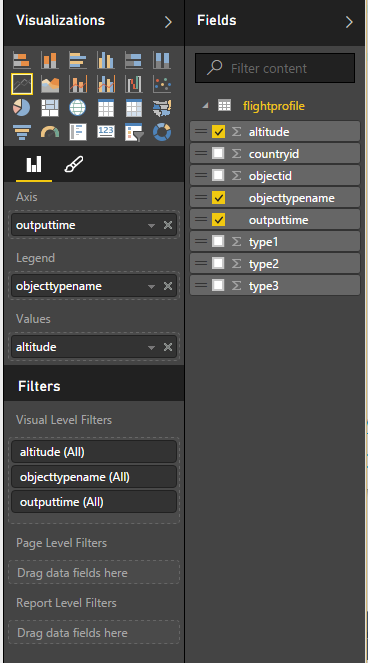 Visualizations
123
Axis
outputtime
Legend
objecttypename
Values
altitude
Filters
Visual Level Filters
altitude (All)
objecttypename (All)
outputtime (All)
Page Level Filters
Drag data fields here
Report Level Filters
Drag data fields here
Fields
Filter content
flightprofile
Σ altitude
Σ countryid
Σ objectid
objecttypename
outputtime
Σ type1
Σ type2
Σ type3